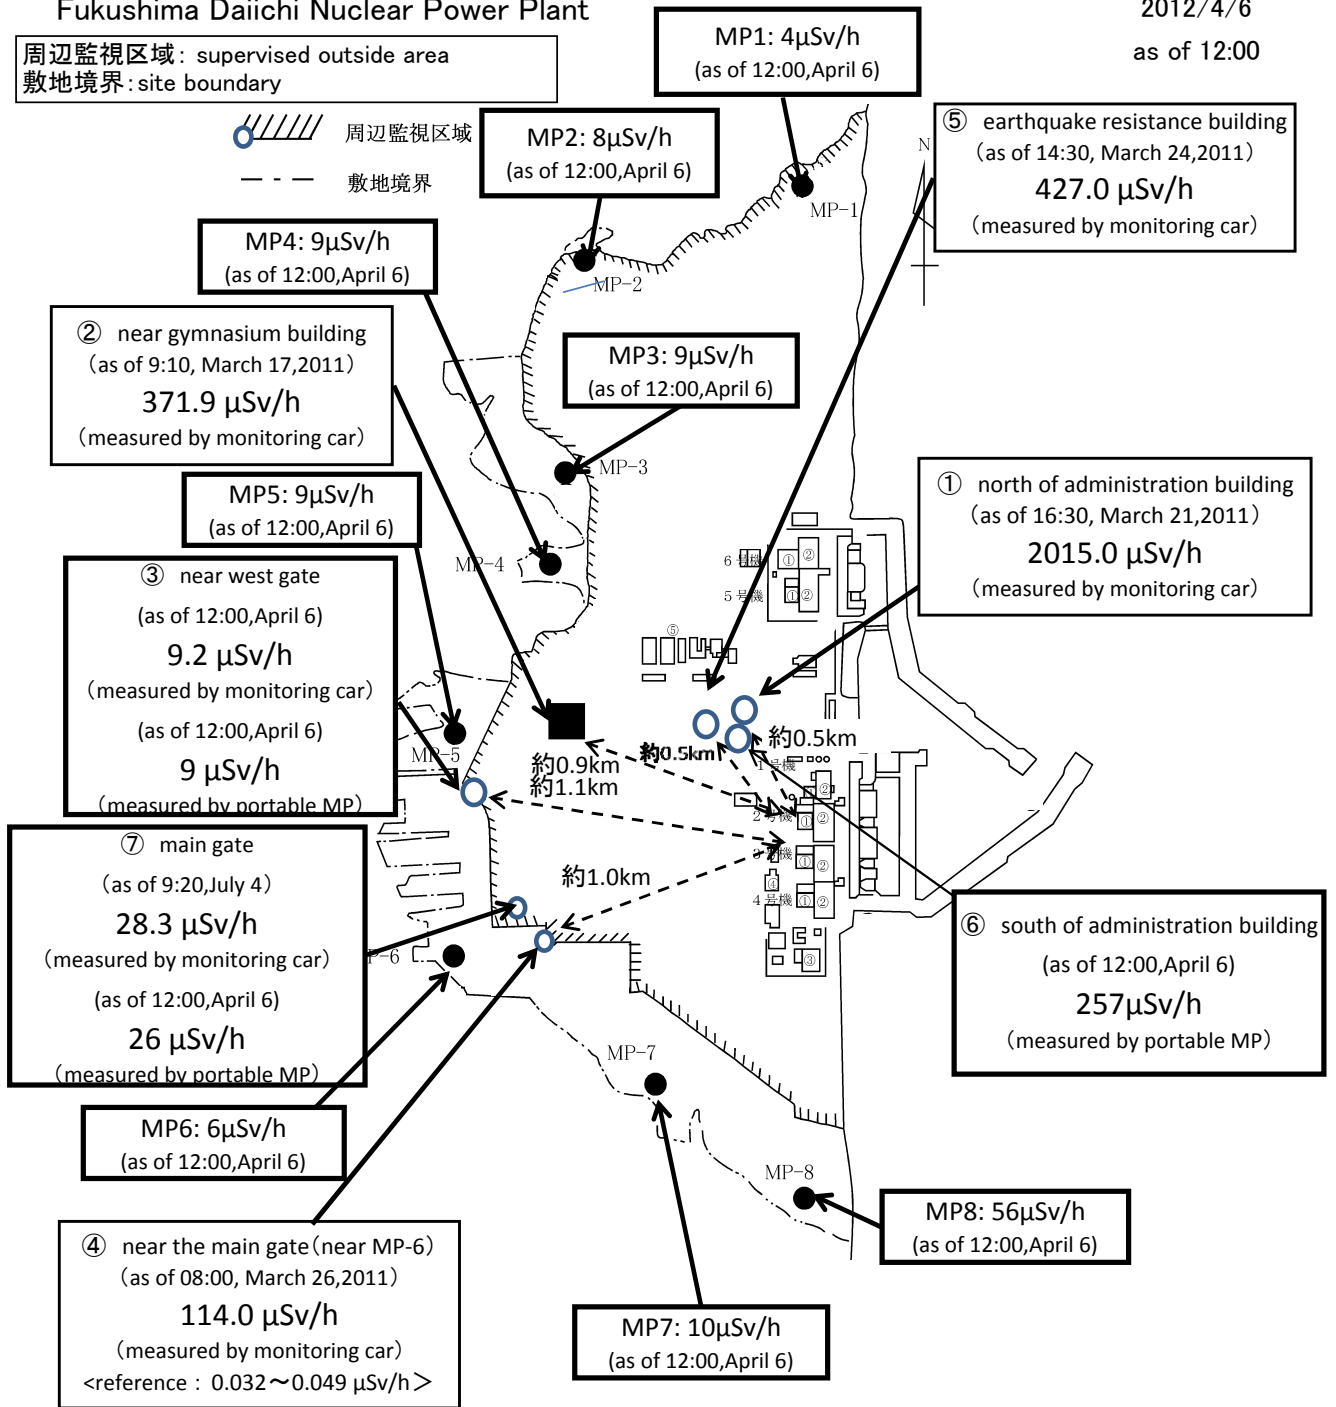 Fukushima Daiichi Nuclear Power Plant
2012/4/6
as of 12:00
周辺監視区域: supervised outside area
敷地境界:site boundary
周辺監視区域
敷地境界
MP1: 4μSv/h
(as of 12:00,April 6)
MP2: 8μSv/h
(as of 12:00,April 6)
⑤ earthquake resistance building
(as of 14:30, March 24,2011)
427.0 μSv/h
(measured by monitoring car)
N
MP-1
MP4: 9μSv/h
(as of 12:00,April 6)
MP-2
② near gymnasium building
(as of 9:10, March 17,2011)
371.9 μSv/h
(measured by monitoring car)
MP3: 9μSv/h
(as of 12:00,April 6)
MP-3
MP5: 9μSv/h
(as of 12:00,April 6)
① north of administration building
(as of 16:30, March 21,2011)
2015.0 μSv/h
(measured by monitoring car)
MP-4
③ near west gate
(as of 12:00,April 6)
9.2 μSv/h
(measured by monitoring car)
(as of 12:00,April 6)
9 μSv/h
(measured by portable MP)
6号機
① ②
5号機
① ②
⑤
MP-5
約0.9km
約1.1km
約0.5km
約0.5km
1号機
②
2号機
① ②
3号機
① ②
④
4号機
① ②
③
約1.0km
⑦ main gate
(as of 9:20,July 4)
28.3 μSv/h
(measured by monitoring car)
(as of 12:00,April 6)
26 μSv/h
(measured by portable MP)
P-6
⑥ south of administration building
(as of 12:00,April 6)
257μSv/h
(measured by portable MP)
MP-7
MP6: 6μSv/h
(as of 12:00,April 6)
MP-8
MP8: 56μSv/h
(as of 12:00,April 6)
④ near the main gate(near MP-6)
(as of 08:00, March 26,2011)
114.0 μSv/h
(measured by monitoring car)
<reference : 0.032～0.049 μSv/h>
MP7: 10μSv/h
(as of 12:00,April 6)